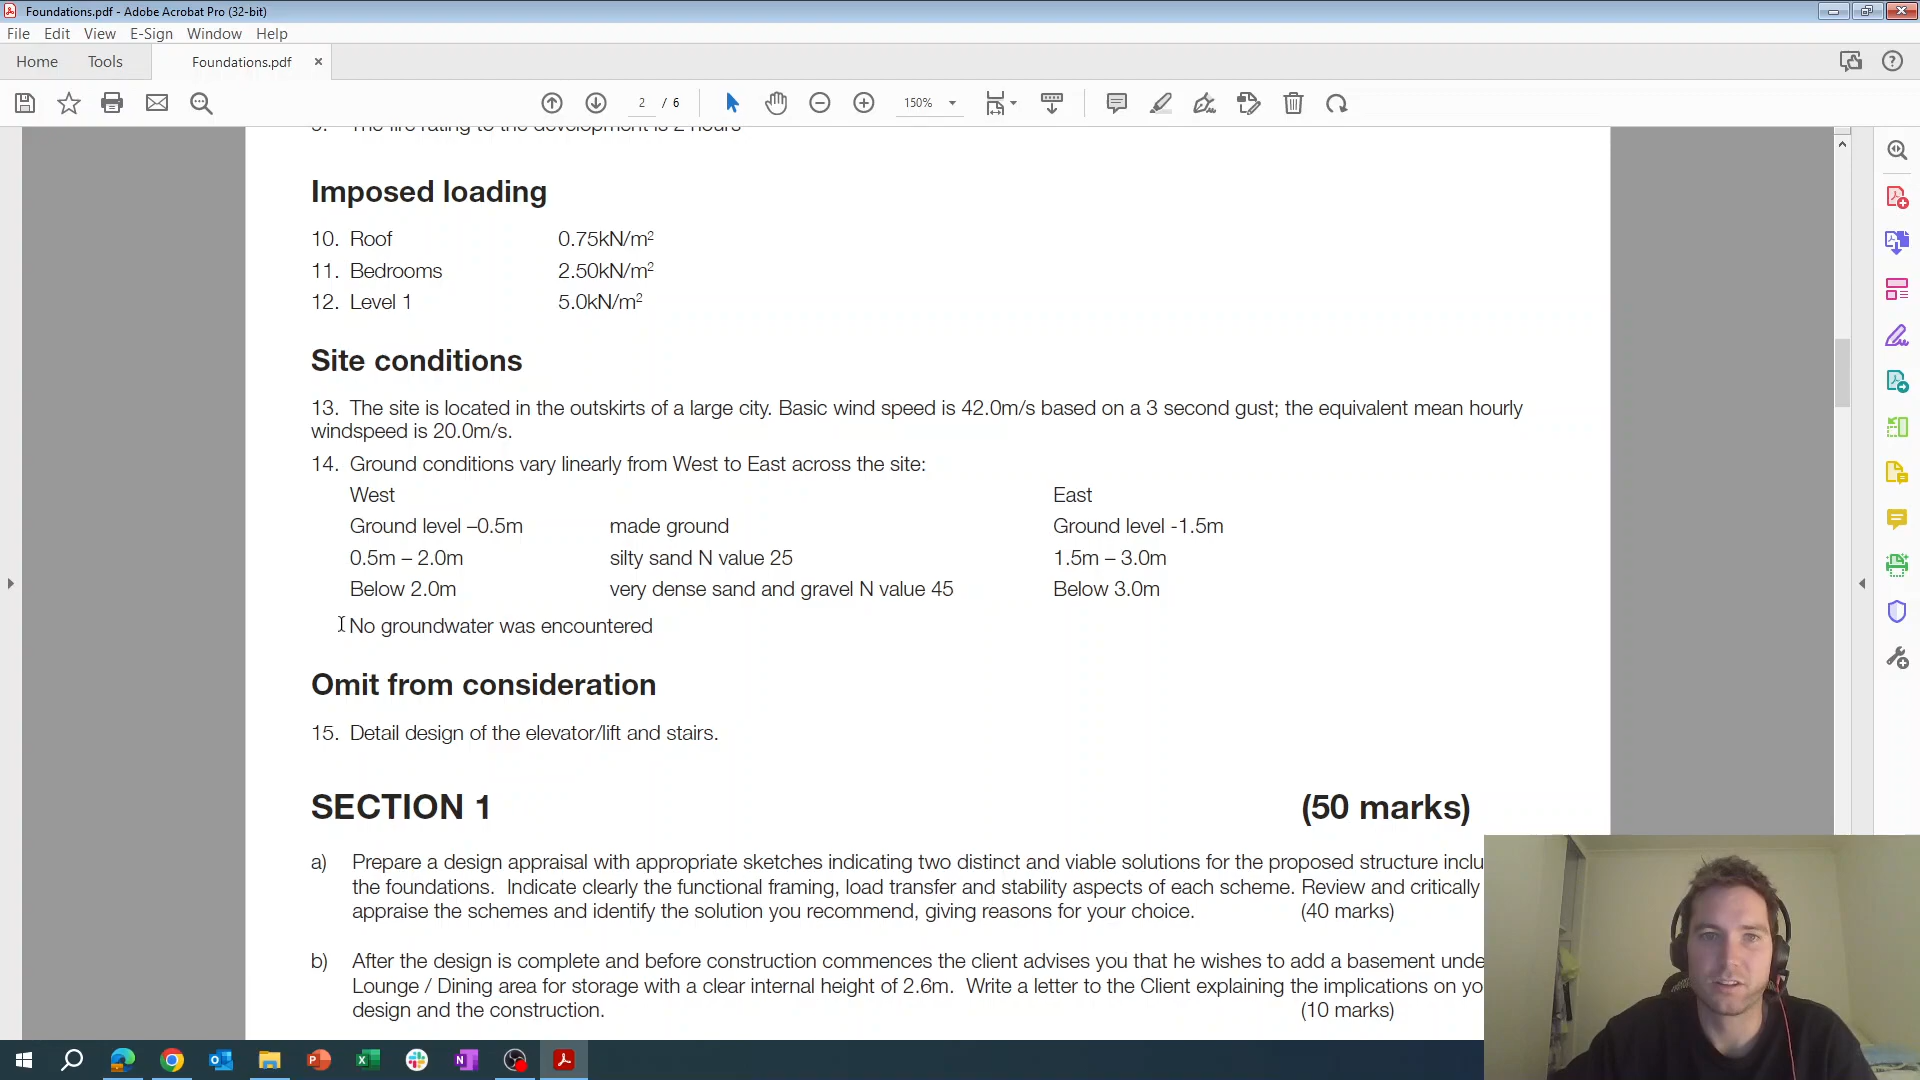 Foundations.pdf - Adobe Acrobat Pro (32-bit)
File Edit View E-Sign Window Help
Home Tools Foundations.pdf
2 / 6 150%
9. The fire rating to the development is 2 hours
Imposed loading
10. Roof 0.75kN/m²
11. Bedrooms 2.50kN/m²
12. Level 1 5.0kN/m²
Site conditions
13. The site is located in the outskirts of a large city. Basic wind speed is 42.0m/s based on a 3 second gust; the equivalent mean hourly
windspeed is 20.0m/s.
14. Ground conditions vary linearly from West to East across the site:
West East
Ground level –0.5m made ground Ground level -1.5m
0.5m – 2.0m silty sand N value 25 1.5m – 3.0m
Below 2.0m very dense sand and gravel N value 45 Below 3.0m
No groundwater was encountered
Omit from consideration
15. Detail design of the elevator/lift and stairs.
SECTION 1 (50 marks)
a) Prepare a design appraisal with appropriate sketches indicating two distinct and viable solutions for the proposed structure inclu
the foundations. Indicate clearly the functional framing, load transfer and stability aspects of each scheme. Review and critically
appraise the schemes and identify the solution you recommend, giving reasons for your choice. (40 marks)
b) After the design is complete and before construction commences the client advises you that he wishes to add a basement unde
Lounge / Dining area for storage with a clear internal height of 2.6m. Write a letter to the Client explaining the implications on yo
design and the construction. (10 marks)